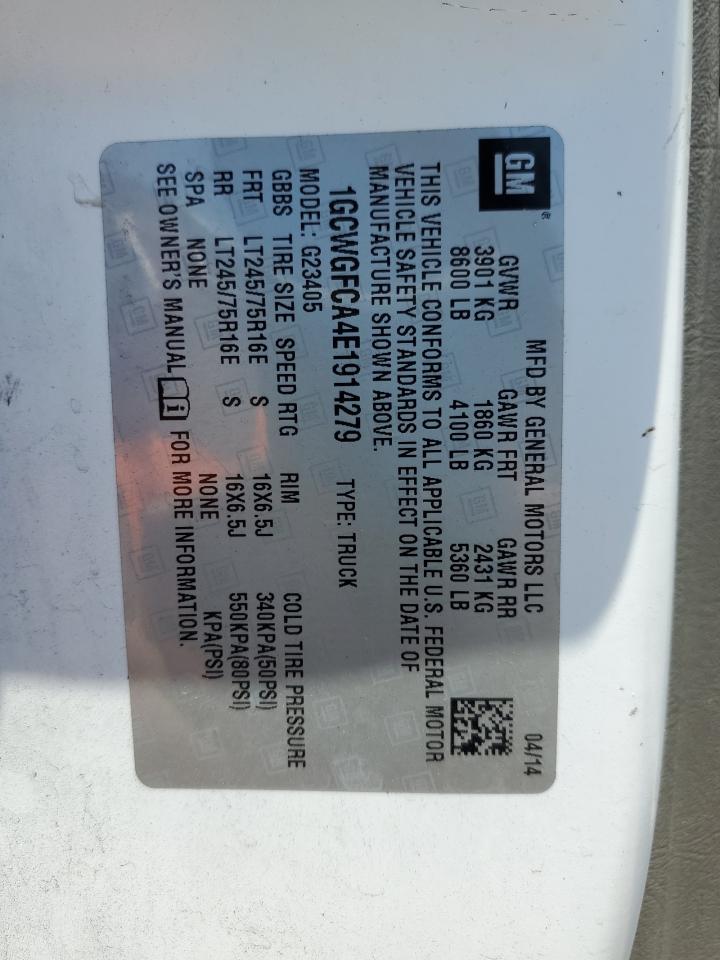 GM ®
MFD BY GENERAL MOTORS LLC 04/14
GVWR GAWR FRT GAWR RR
3901 KG 1860 KG 2431 KG
8600 LB 4100 LB 5360 LB
THIS VEHICLE CONFORMS TO ALL APPLICABLE U.S. FEDERAL MOTOR
VEHICLE SAFETY STANDARDS IN EFFECT ON THE DATE OF
MANUFACTURE SHOWN ABOVE.
1GCWGFCA4E1914279 TYPE: TRUCK
MODEL: G23405
GBBS TIRE SIZE SPEED RTG RIM COLD TIRE PRESSURE
FRT LT245/75R16E S 16X6.5J 340KPA(50PSI)
RR LT245/75R16E S 16X6.5J 550KPA(80PSI)
SPA NONE NONE KPA(PSI)
SEE OWNER'S MANUAL FOR MORE INFORMATION.